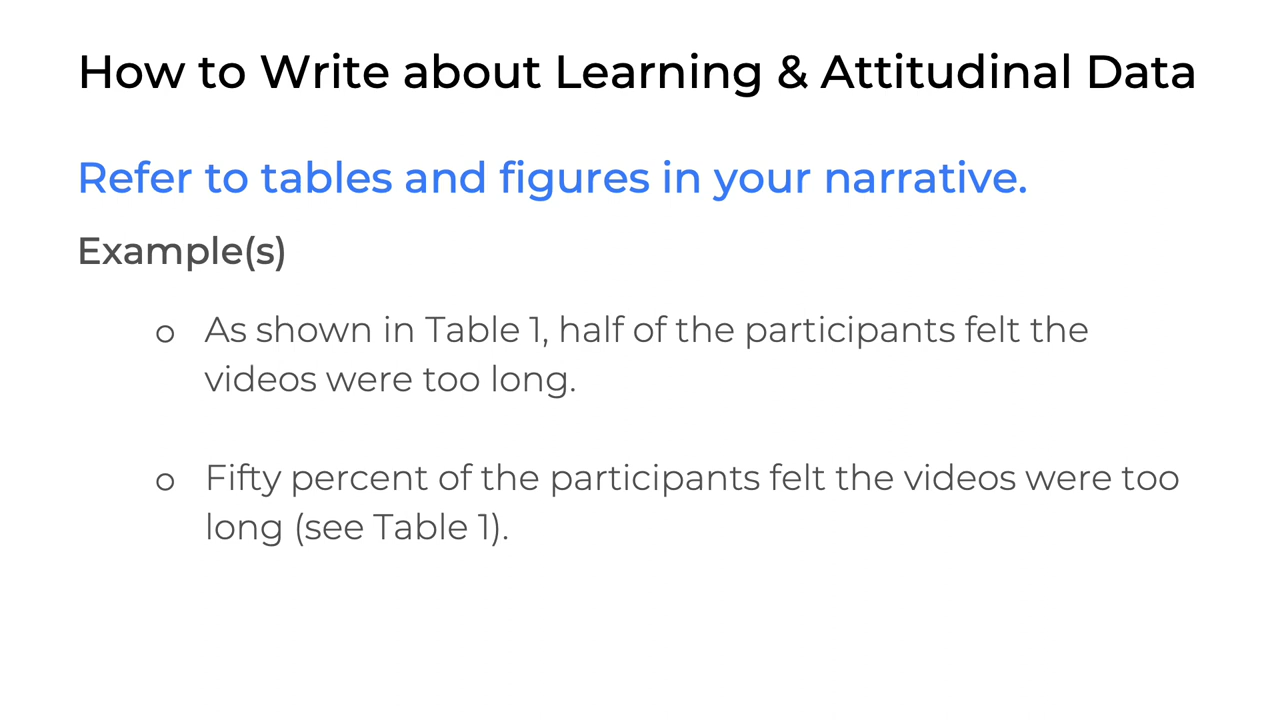 How to Write about Learning & Attitudinal Data
Refer to tables and figures in your narrative.
Example(s)
o As shown in Table 1, half of the participants felt the
videos were too long.
o Fifty percent of the participants felt the videos were too
long (see Table 1).